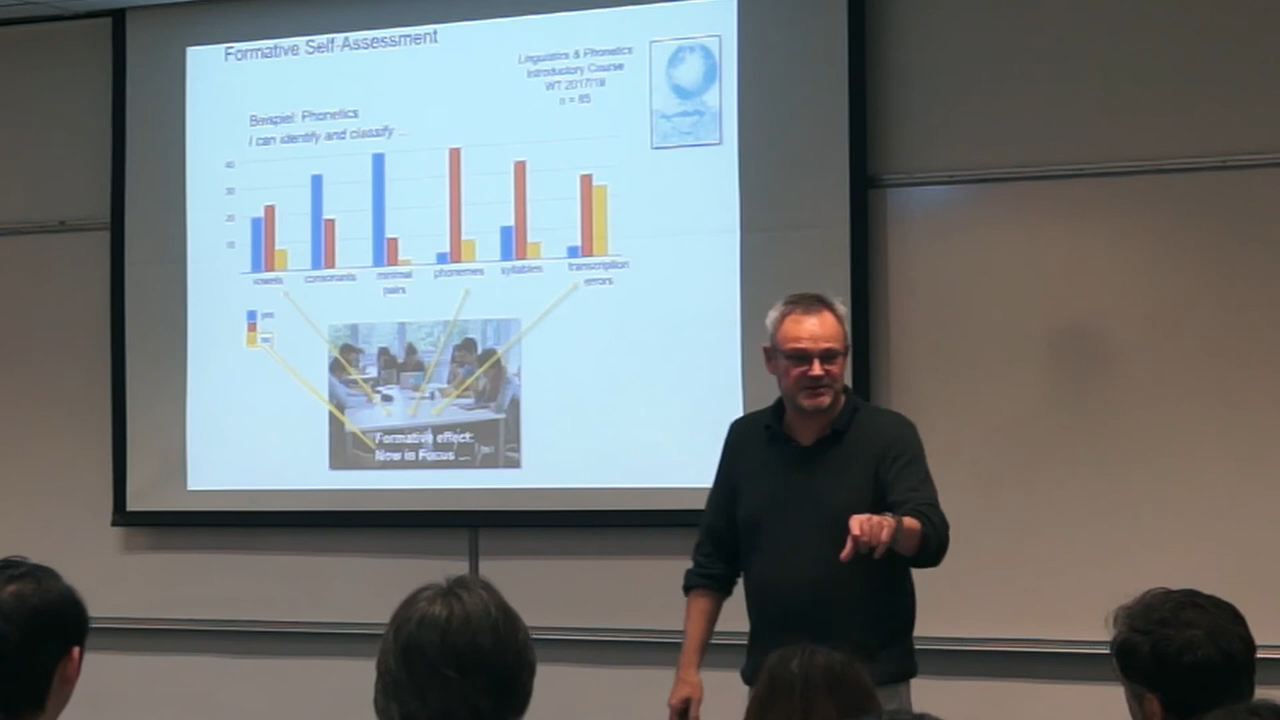 Formative Self-Assessment
Linguistics & Phonetics
Introductory Course
WT 2017/18
n = 85
Beispiel: Phonetics
I can identify and classify ...
40
30
20
10
vowels consonants minimal pairs phonemes syllables transcription errors
yes
Formative effect:
Now in Focus ...